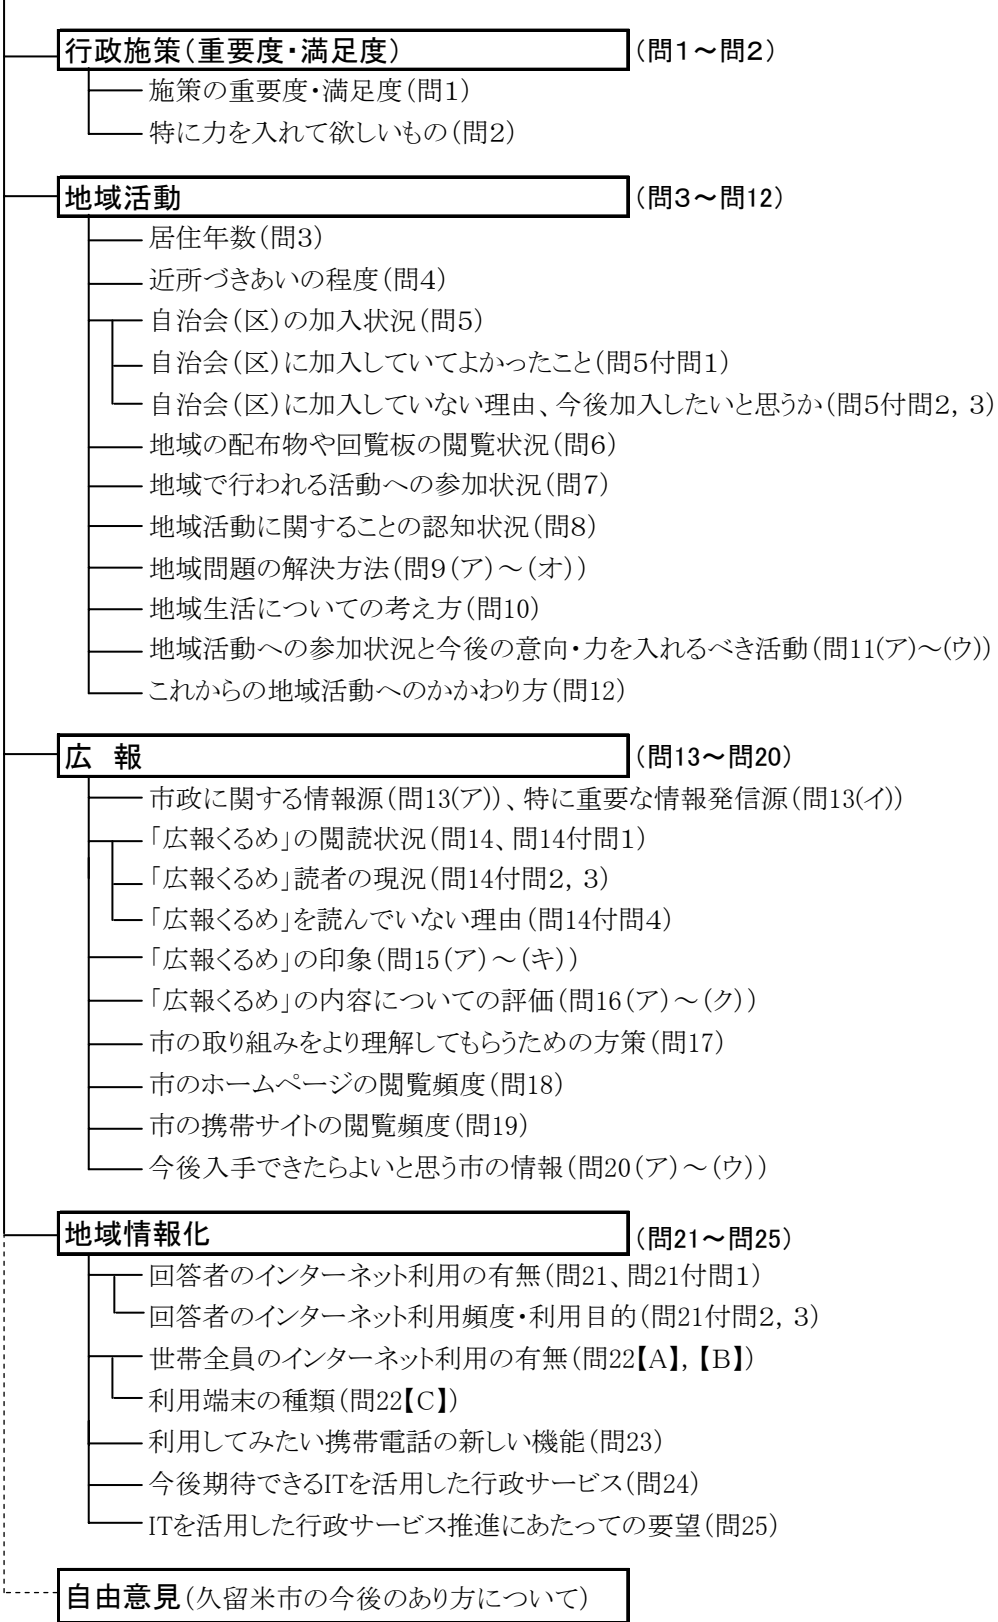 行政施策(重要度・満足度) (問1～問2)
施策の重要度・満足度(問1)
特に力を入れて欲しいもの(問2)
地域活動 (問3～問12)
居住年数(問3)
近所づきあいの程度(問4)
自治会(区)の加入状況(問5)
自治会(区)に加入していてよかったこと(問5付問1)
自治会(区)に加入していない理由、今後加入したいと思うか(問5付問2, 3)
地域の配布物や回覧板の閲覧状況(問6)
地域で行われる活動への参加状況(問7)
地域活動に関することの認知状況(問8)
地域問題の解決方法(問9(ア)～(オ))
地域生活についての考え方(問10)
地域活動への参加状況と今後の意向・力を入れるべき活動(問11(ア)～(ウ))
これからの地域活動へのかかわり方(問12)
広 報 (問13～問20)
市政に関する情報源(問13(ア))、特に重要な情報発信源(問13(イ))
「広報くるめ」の閲読状況(問14、問14付問1)
「広報くるめ」読者の現況(問14付問2, 3)
「広報くるめ」を読んでいない理由(問14付問4)
「広報くるめ」の印象(問15(ア)～(キ))
「広報くるめ」の内容についての評価(問16(ア)～(ク))
市の取り組みをより理解してもらうための方策(問17)
市のホームページの閲覧頻度(問18)
市の携帯サイトの閲覧頻度(問19)
今後入手できたらよいと思う市の情報(問20(ア)～(ウ))
地域情報化 (問21～問25)
回答者のインターネット利用の有無(問21、問21付問1)
回答者のインターネット利用頻度・利用目的(問21付問2, 3)
世帯全員のインターネット利用の有無(問22【A】, 【B】)
利用端末の種類(問22【C】)
利用してみたい携帯電話の新しい機能(問23)
今後期待できるITを活用した行政サービス(問24)
ITを活用した行政サービス推進にあたっての要望(問25)
自由意見(久留米市の今後のあり方について)